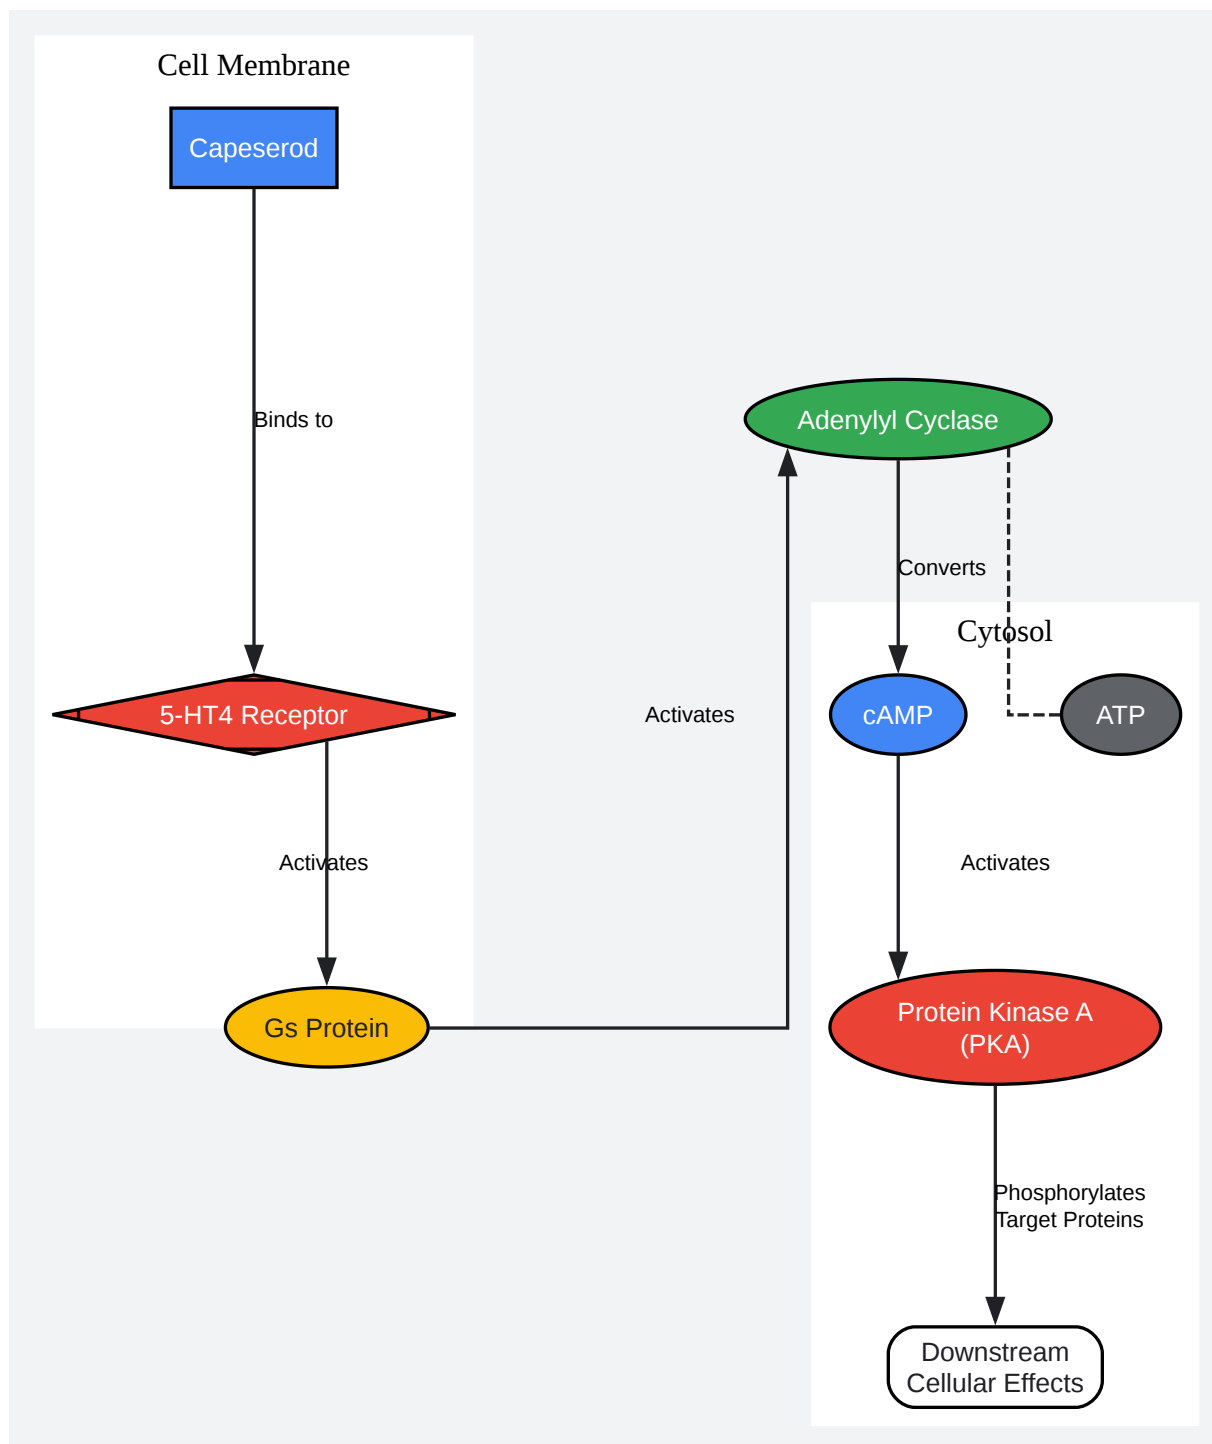 Cell Membrane
Capeserod
Binds to
Adenylyl Cyclase
Converts
Cytosol
5-HT4 Receptor
Activates
cAMP
ATP
Activates
Activates
Gs Protein
Protein Kinase A
(PKA)
Phosphorylates
Target Proteins
Downstream
Cellular Effects